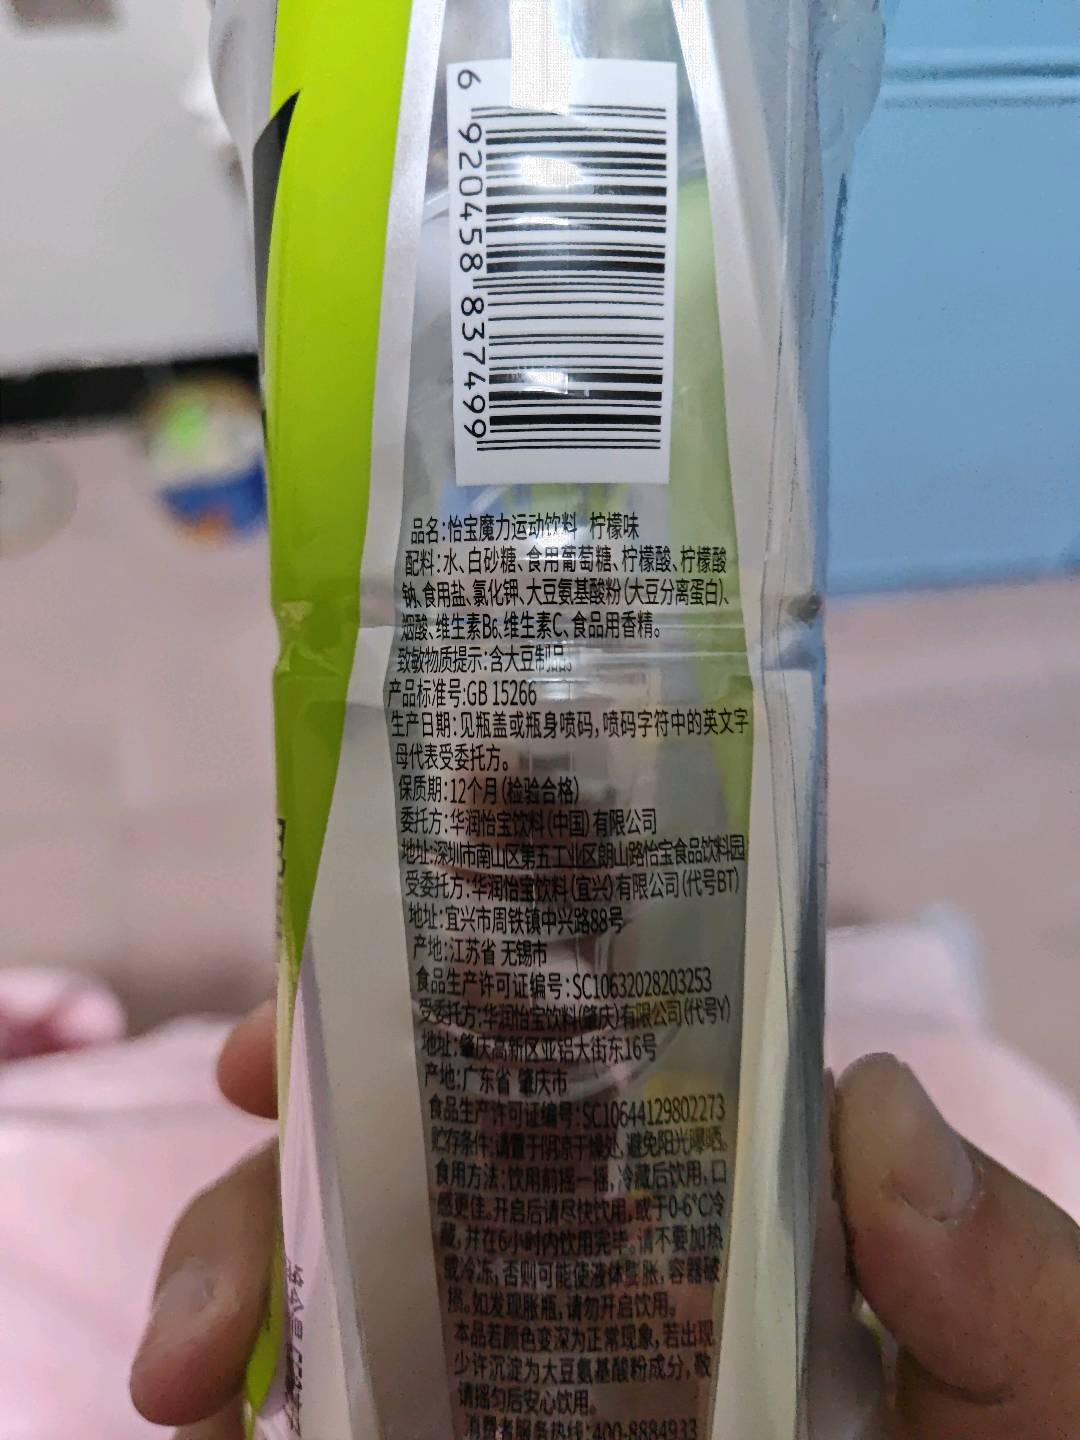 6 920458 837499
品名:怡宝魔力运动饮料 柠檬味
配料:水、白砂糖、食用葡萄糖、柠檬酸、柠檬酸
钠、食用盐、氯化钾、大豆氨基酸粉(大豆分离蛋白)、
烟酸、维生素B6、维生素C、食品用香精。
致敏物质提示:含大豆制品。
产品标准号:GB 15266
生产日期:见瓶盖或瓶身喷码,喷码字符中的英文字
母代表受委托方。
保质期:12个月(检验合格)
委托方:华润怡宝饮料(中国)有限公司
地址:深圳市南山区第五工业区朗山路怡宝食品饮料园
受委托方:华润怡宝饮料(宜兴)有限公司(代号BT)
地址:宜兴市周铁镇中兴路88号
产地:江苏省 无锡市
食品生产许可证编号:SC10632028203253
受委托方:华润怡宝饮料(肇庆)有限公司(代号Y)
地址:肇庆高新区亚铝大街东16号
产地:广东省 肇庆市
食品生产许可证编号:SC10644129802273
贮存条件:请置于阴凉干燥处,避免阳光曝晒。
食用方法:饮用前摇一摇,冷藏后饮用,口
感更佳。开启后请尽快饮用,或于0-6°C冷
藏,并在6小时内饮用完毕。请不要加热
或冷冻,否则可能使液体膨胀,容器破
损。如发现胀瓶,请勿开启饮用。
本品若颜色变深为正常现象,若出现
少许沉淀为大豆氨基酸粉成分,敬
请摇匀后安心饮用。
消费者服务热线:400-8884933